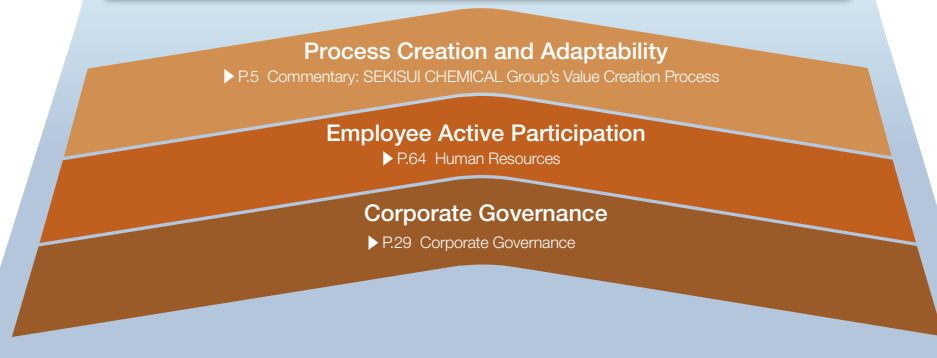 Process Creation and Adaptability
▶ P.5 Commentary: SEKISUI CHEMICAL Group's Value Creation Process
Employee Active Participation
▶ P.64 Human Resources
Corporate Governance
▶ P.29 Corporate Governance